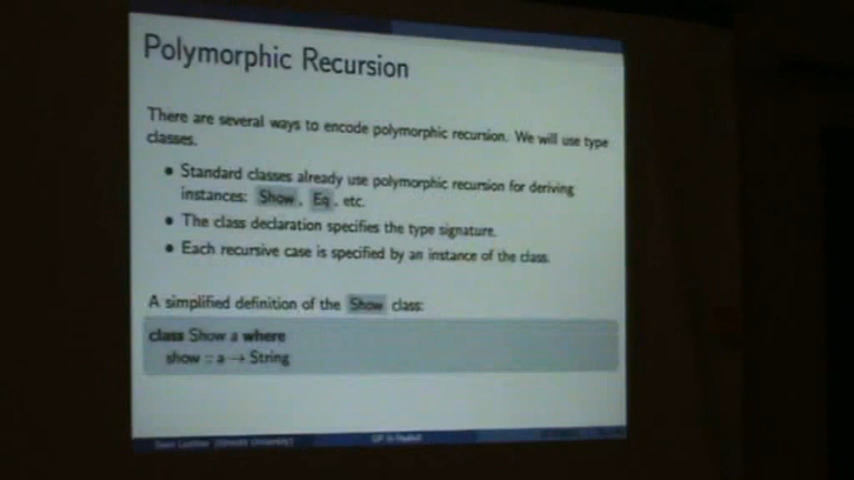 Polymorphic Recursion
There are several ways to encode polymorphic recursion. We will use type
classes.
• Standard classes already use polymorphic recursion for deriving
instances: Show, Eq, etc.
• The class declaration specifies the type signature.
• Each recursive case is specified by an instance of the class.
A simplified definition of the Show class:
class Show a where
show :: a → String